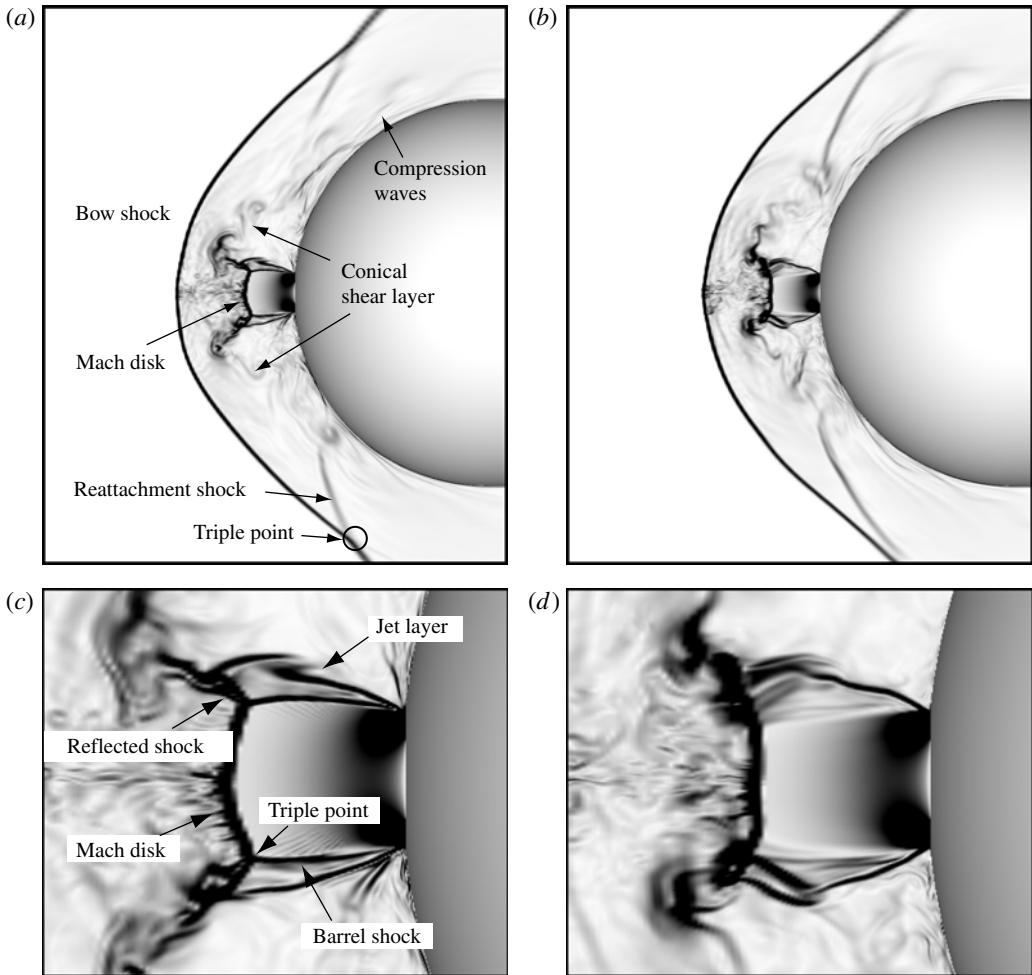 (a)
(b)
Compression
waves
Bow shock
Conical
shear layer
Mach disk
Reattachment shock
Triple point
(c)
(d)
Jet layer
Reflected shock
Triple point
Mach disk
Barrel shock